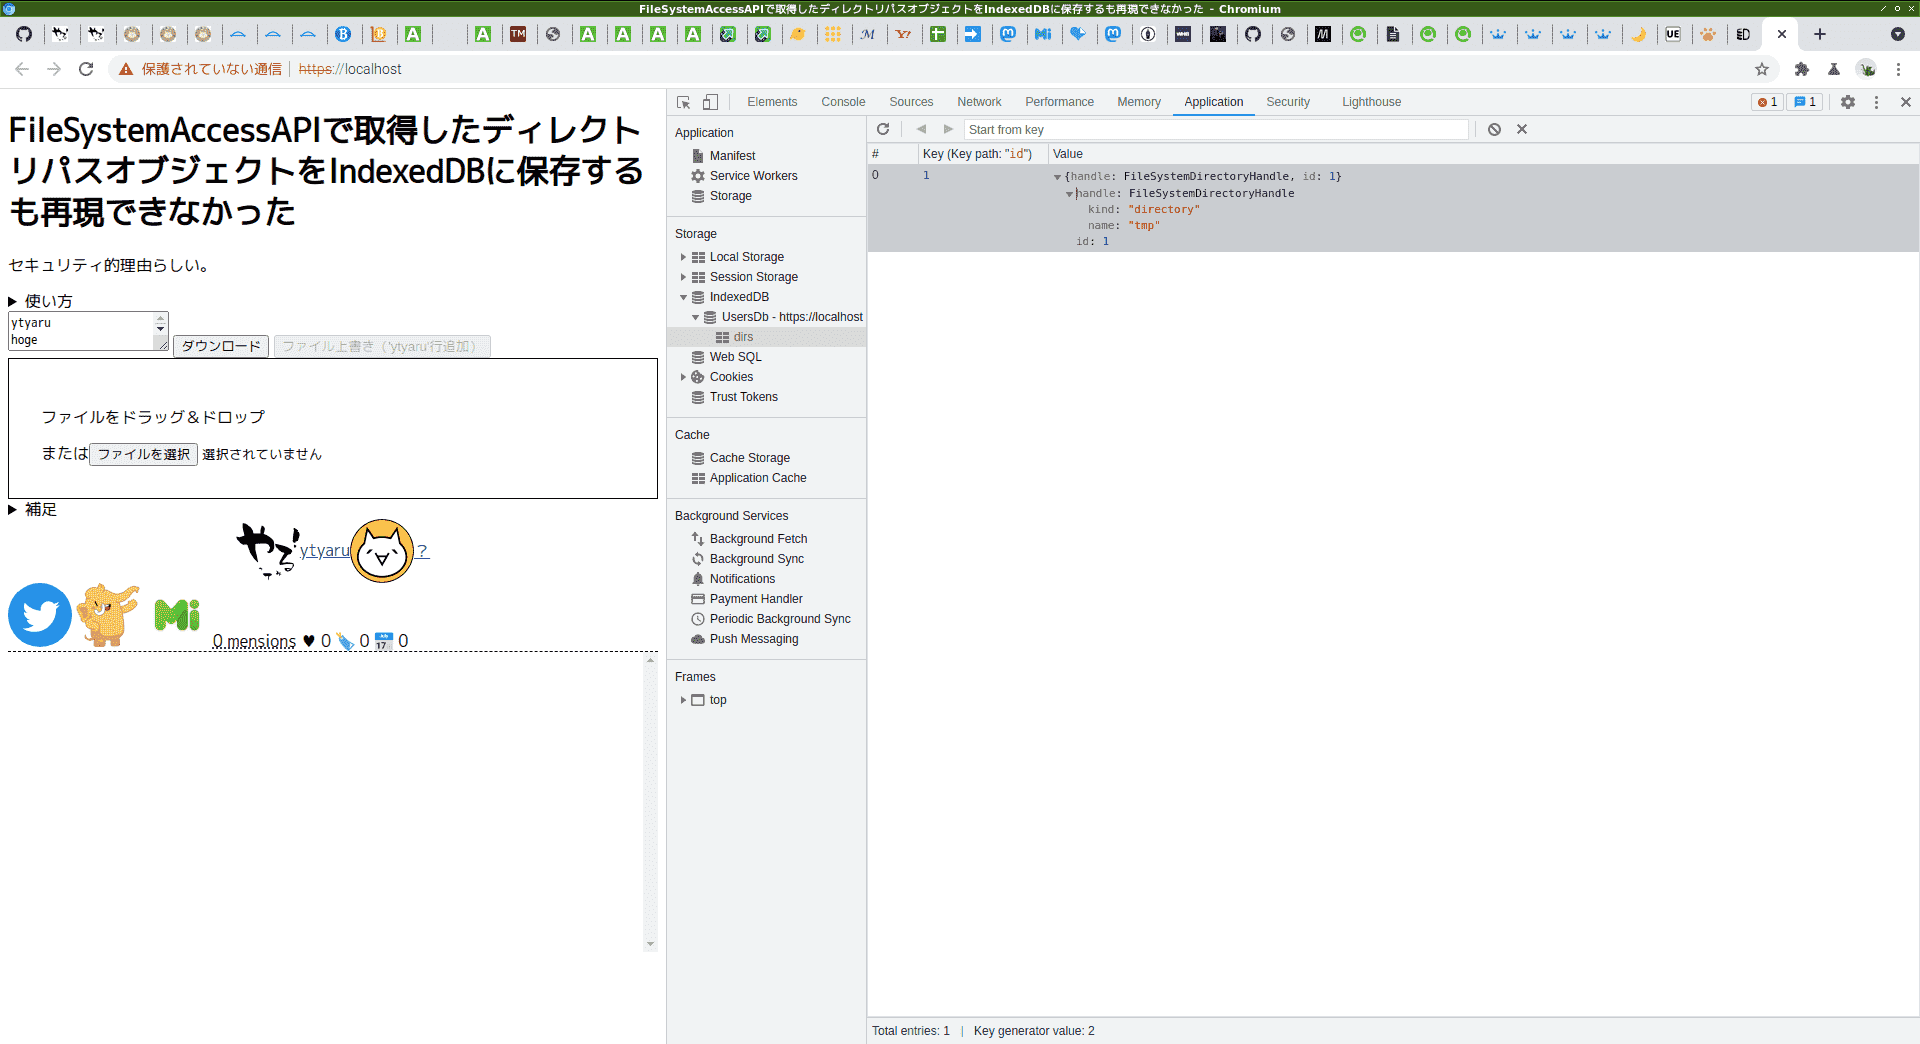 FileSystemAccessAPIで取得したディレクトリパスオブジェクトをIndexedDBに保存するも再現できなかった - Chromium
TM
UE
保護されていない通信 | https://localhost
FileSystemAccessAPIで取得したディレクト
リパスオブジェクトをIndexedDBに保存する
も再現できなかった
セキュリティ的理由らしい。
使い方
ytyaru
hoge
ダウンロード ファイル上書き（'ytyaru'行追加）
ファイルをドラッグ＆ドロップ
またはファイルを選択 選択されていません
補足
やる ytyaru ?
Mi 0 mensions ♥ 0 0 17 0
Elements Console Sources Network Performance Memory Application Security Lighthouse 1 1
Application
Manifest
Service Workers
Storage
Storage
Local Storage
Session Storage
IndexedDB
UsersDb - https://localhost
dirs
Web SQL
Cookies
Trust Tokens
Cache
Cache Storage
Application Cache
Background Services
Background Fetch
Background Sync
Notifications
Payment Handler
Periodic Background Sync
Push Messaging
Frames
top
Start from key
# Key (Key path: "id") Value
0 1 {handle: FileSystemDirectoryHandle, id: 1}
handle: FileSystemDirectoryHandle
kind: "directory"
name: "tmp"
id: 1
Total entries: 1 | Key generator value: 2